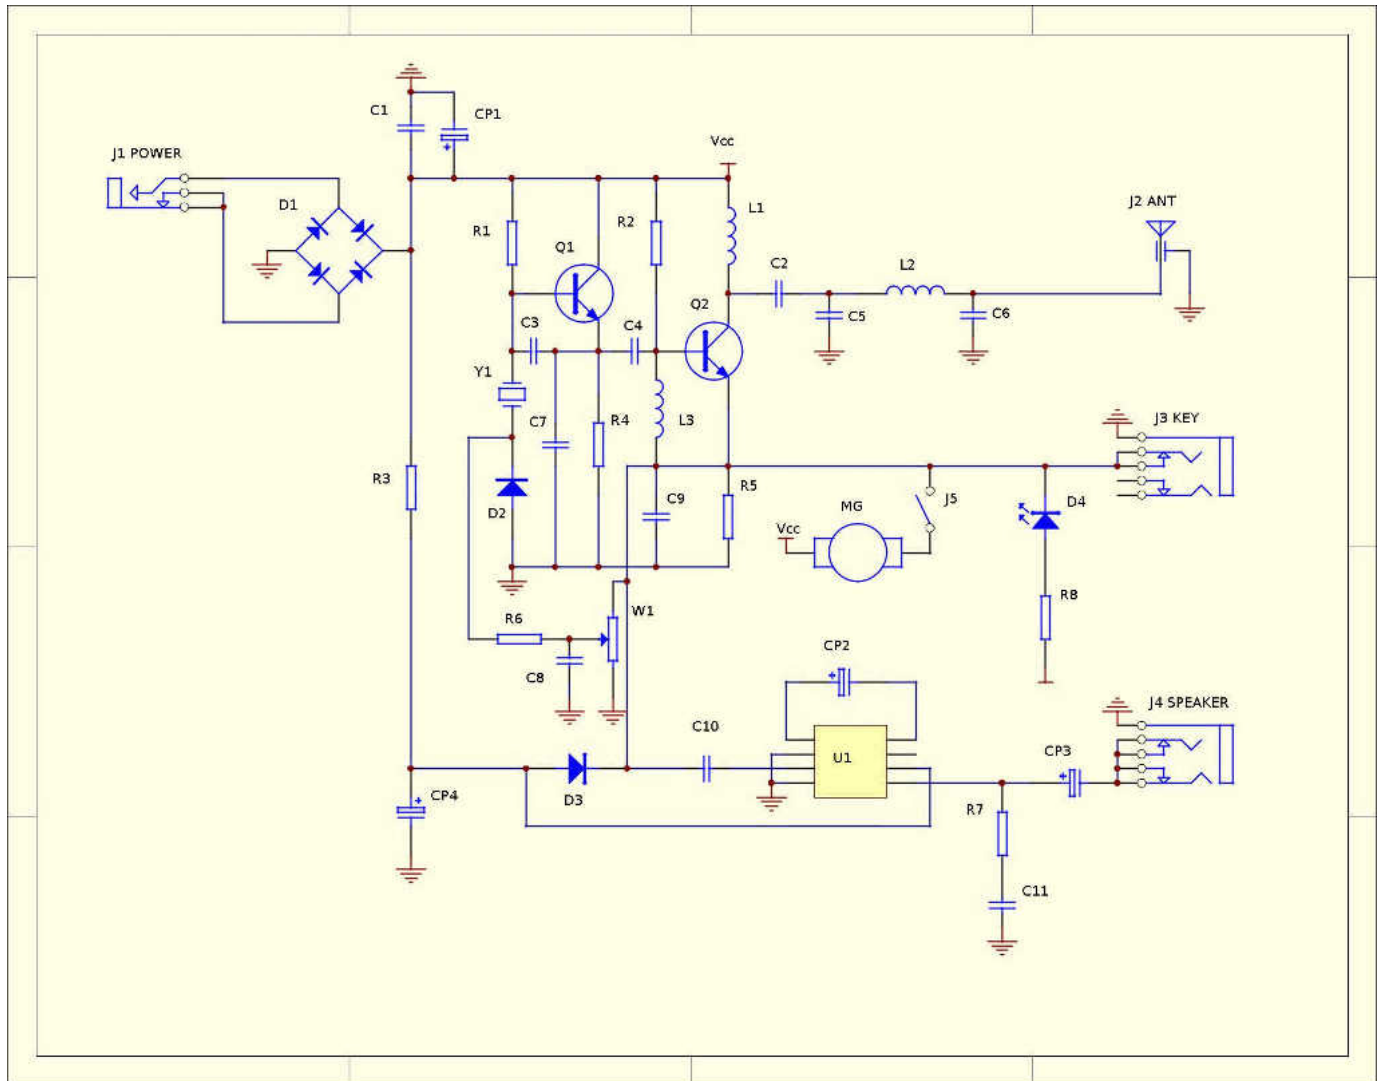 C1
CP1
Vcc
J1 POWER
D1
L1
J2 ANT
R1
Q1
R2
C2
L2
Q2
C3
C4
C5
C6
Y1
C7
R4
L3
J3 KEY
R3
D2
C9
R5
MG
J5
D4
Vcc
R8
R6
W1
C8
CP2
C10
J4 SPEAKER
U1
CP3
D3
CP4
R7
C11